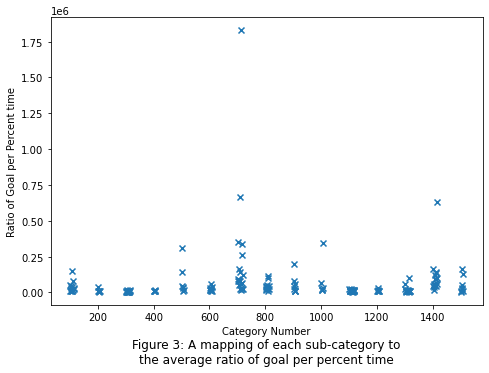 1e6
1.75
1.50
1.25
1.00
0.75
0.50
0.25
0.00
Ratio of Goal per Percent time
200 400 600 800 1000 1200 1400
Category Number
Figure 3: A mapping of each sub-category to
the average ratio of goal per percent time